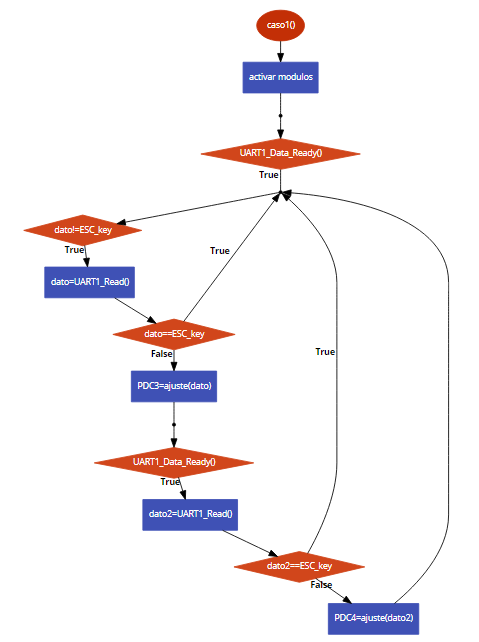 caso1()
activar modulos
UART1_Data_Ready()
True
dato!=ESC_key
True
True
dato=UART1_Read()
dato==ESC_key
False
True
PDC3=ajuste(dato)
UART1_Data_Ready()
True
dato2=UART1_Read()
dato2==ESC_key
False
PDC4=ajuste(dato2)